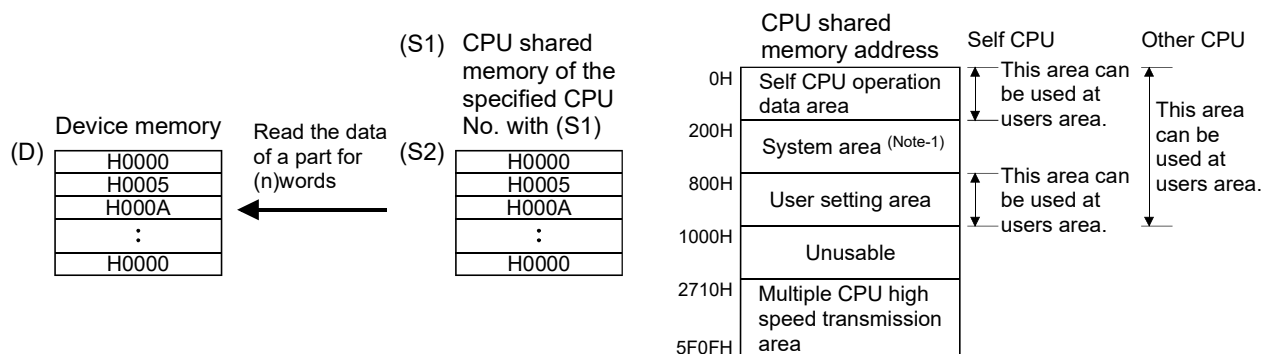 (D)
Device memory
H0000
H0005
H000A
:
H0000
Read the data
of a part for
(n)words
(S1)
CPU shared
memory of the
specified CPU
No. with (S1)
(S2)
H0000
H0005
H000A
:
H0000
CPU shared
memory address
Self CPU
Other CPU
0H
Self CPU operation
data area
200H
System area (Note-1)
800H
User setting area
1000H
Unusable
2710H
Multiple CPU high
speed transmission
area
5F0FH
This area can
be used at
users area.
This area can
be used at
users area.
This area
can be
used at
users area.